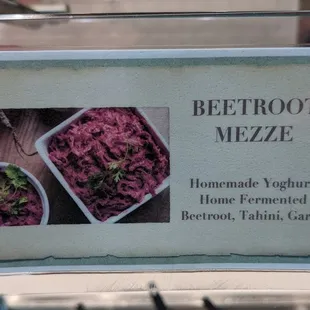 BEETROOT
MEZZE
Homemade Yoghur
Home Fermented
Beetroot, Tahini, Gar